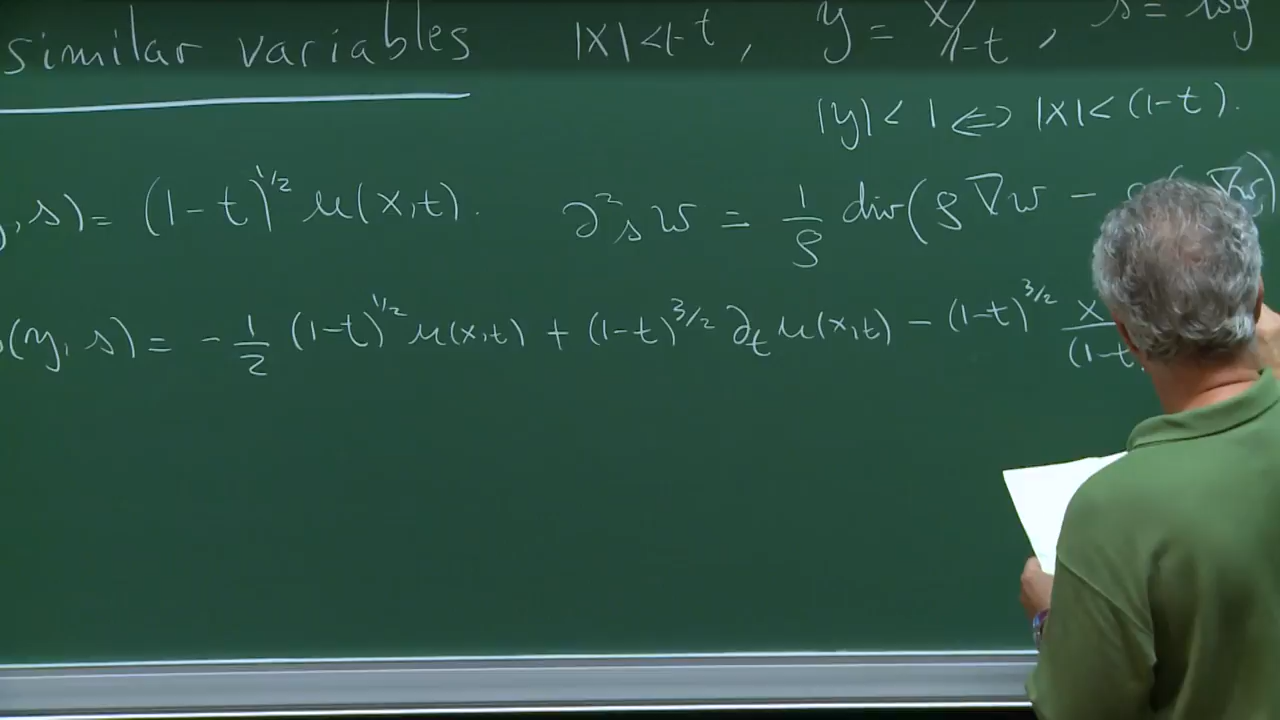 similar variables |x| < 1-t , y = x/1-t , s = log
|y| < 1 ⟺ |x| < (1-t).
, s) = (1-t)^{1/2} u(x,t). ∂²_s w = 1/ρ div(ρ∇w - ∇w)
(y, s) = -1/2 (1-t)^{1/2} u(x,t) + (1-t)^{3/2} ∂_t u(x,t) - (1-t)^{3/2} x/(1-t